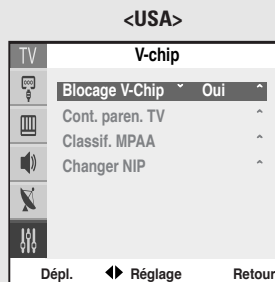 <USA>
TV V-chip
Blocage V-Chip ˇ Oui ˆ
Cont. paren. TV ˆ
Classif. MPAA ˆ
Changer NIP ˆ
Dépl. Réglage Retour